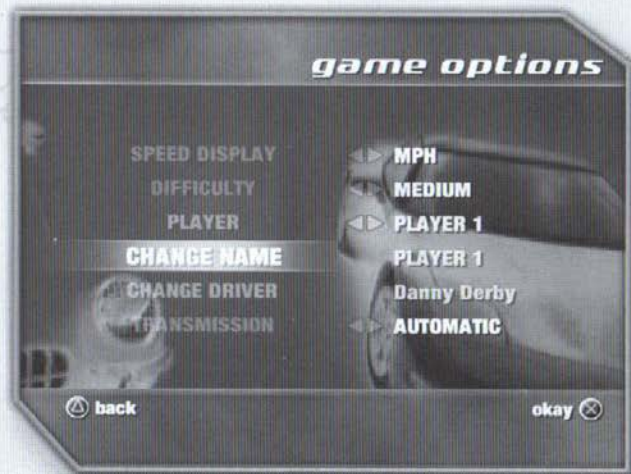 game options
SPEED DISPLAY MPH
DIFFICULTY MEDIUM
PLAYER PLAYER 1
CHANGE NAME PLAYER 1
CHANGE DRIVER Danny Derby
TRANSMISSION AUTOMATIC
back okay